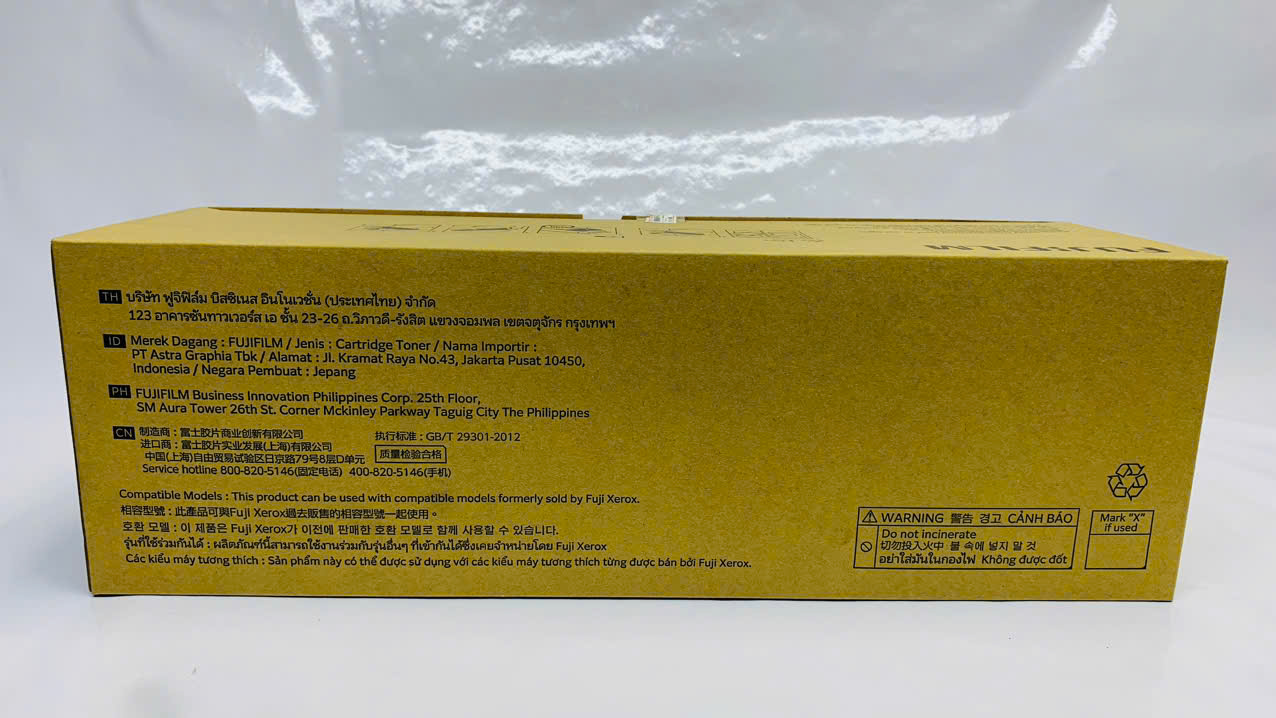 FUJIFILM
TH บริษัท ฟูจิฟิล์ม บิสซิเนส อินโนเวชั่น (ประเทศไทย) จำกัด
123 อาคารซันทาวเวอร์ส เอ ชั้น 23-26 ถ.วิภาวดี-รังสิต แขวงจอมพล เขตจตุจักร กรุงเทพฯ
ID Merek Dagang : FUJIFILM / Jenis : Cartridge Toner / Nama Importir :
PT Astra Graphia Tbk / Alamat : Jl. Kramat Raya No.43, Jakarta Pusat 10450,
Indonesia / Negara Pembuat : Jepang
PH FUJIFILM Business Innovation Philippines Corp. 25th Floor,
SM Aura Tower 26th St. Corner Mckinley Parkway Taguig City The Philippines
CN 制造商：富士胶片商业创新有限公司
进口商：富士胶片实业发展(上海)有限公司
中国(上海)自由贸易试验区日京路79号8层D单元
Service hotline 800-820-5146(固定电话) 400-820-5146(手机)
执行标准：GB/T 29301-2012
质量检验合格
Compatible Models : This product can be used with compatible models formerly sold by Fuji Xerox.
相容型號：此產品可與Fuji Xerox過去販售的相容型號一起使用。
호환 모델 : 이 제품은 Fuji Xerox가 이전에 판매한 호환 모델로 함께 사용할 수 있습니다.
รุ่นที่ใช้ร่วมกันได้ : ผลิตภัณฑ์นี้สามารถใช้งานร่วมกับรุ่นอื่นๆ ที่เข้ากันได้ซึ่งเคยจำหน่ายโดย Fuji Xerox
Các kiểu máy tương thích : Sản phẩm này có thể được sử dụng với các kiểu máy tương thích từng được bán bởi Fuji Xerox.
WARNING 警告 경고 CẢNH BÁO
Do not incinerate
切勿投入火中 불 속에 넣지 말 것
อย่าใส่มันในกองไฟ Không được đốt
Mark "X"
if used